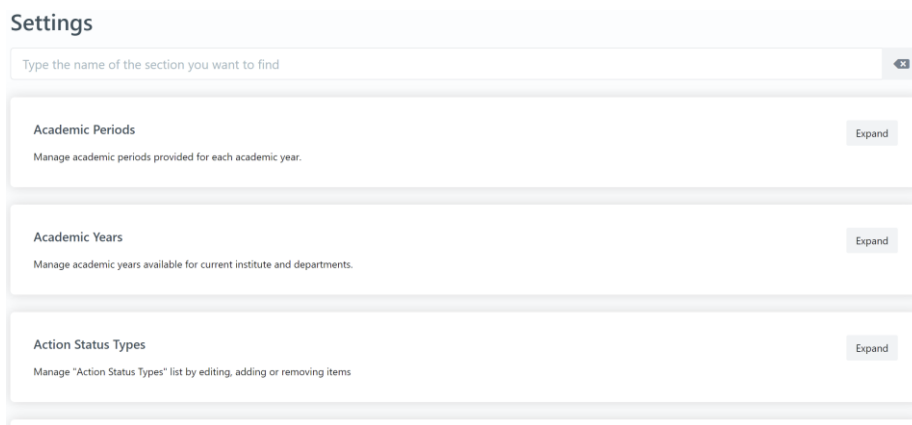 Settings
Type the name of the section you want to find
Academic Periods
Expand
Manage academic periods provided for each academic year.
Academic Years
Expand
Manage academic years available for current institute and departments.
Action Status Types
Expand
Manage "Action Status Types" list by editing, adding or removing items